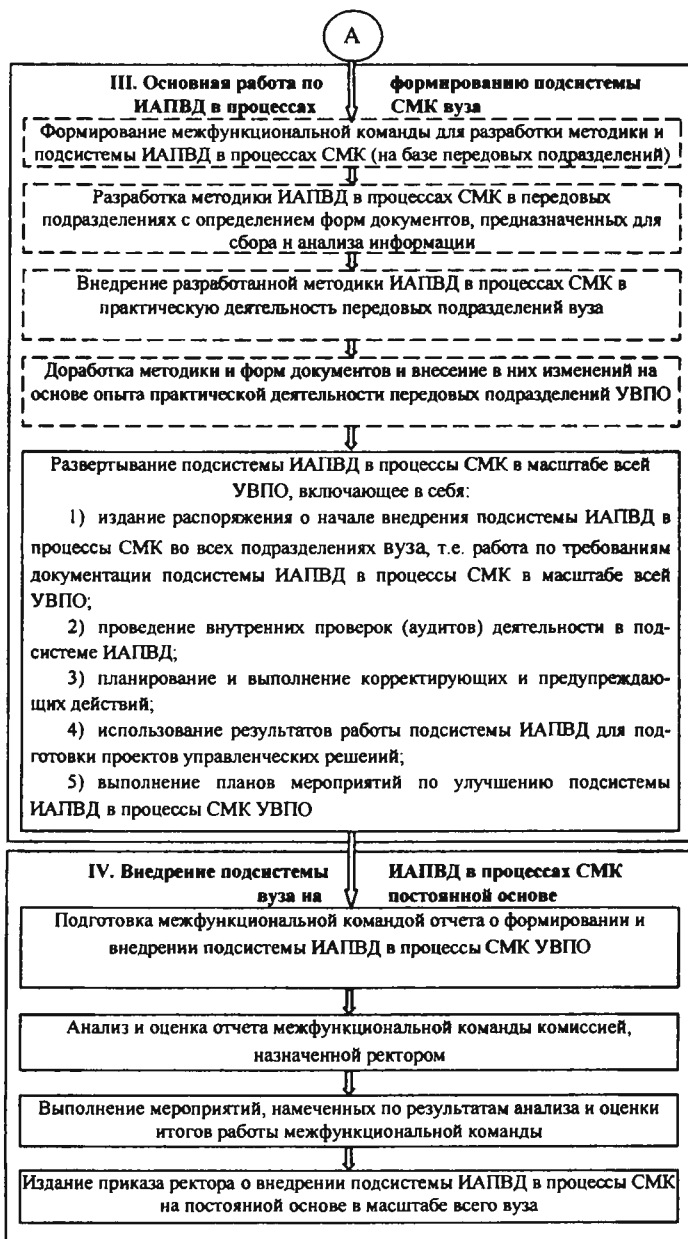 А
III. Основная работа по формированию подсистемы
ИАПВД в процессах СМК вуза
Формирование межфункциональной команды для разработки методики и
подсистемы ИАПВД в процессах СМК (на базе передовых подразделений)
Разработка методики ИАПВД в процессах СМК в передовых
подразделениях с определением форм документов, предназначенных для
сбора н анализа информации
Внедрение разработанной методики ИАПВД в процессах СМК в
практическую деятельность передовых подразделений вуза
Доработка методики и форм документов и внесение в них изменений на
основе опыта практической деятельности передовых подразделений УВПО
Развертывание подсистемы ИАПВД в процессы СМК в масштабе всей
УВПО, включающее в себя:
1) издание распоряжения о начале внедрения подсистемы ИАПВД в
процессы СМК во всех подразделениях вуза, т.е. работа по требованиям
документации подсистемы ИАПВД в процессы СМК в масштабе всей
УВПО;
2) проведение внутренних проверок (аудитов) деятельности в под-
системе ИАПВД;
3) планирование и выполнение корректирующих и предупреждаю-
щих действий;
4) использование результатов работы подсистемы ИАПВД для под-
готовки проектов управленческих решений;
5) выполнение планов мероприятий по улучшению подсистемы
ИАПВД в процессы СМК УВПО
IV. Внедрение подсистемы ИАПВД в процессах СМК
вуза на постоянной основе
Подготовка межфункциональной командой отчета о формировании и
внедрении подсистемы ИАПВД в процессы СМК УВПО
Анализ и оценка отчета межфункциональной команды комиссией,
назначенной ректором
Выполнение мероприятий, намеченных по результатам анализа и оценки
итогов работы межфункциональной команды
Издание приказа ректора о внедрении подсистемы ИАПВД в процессы СМК
на постоянной основе в масштабе всего вуза